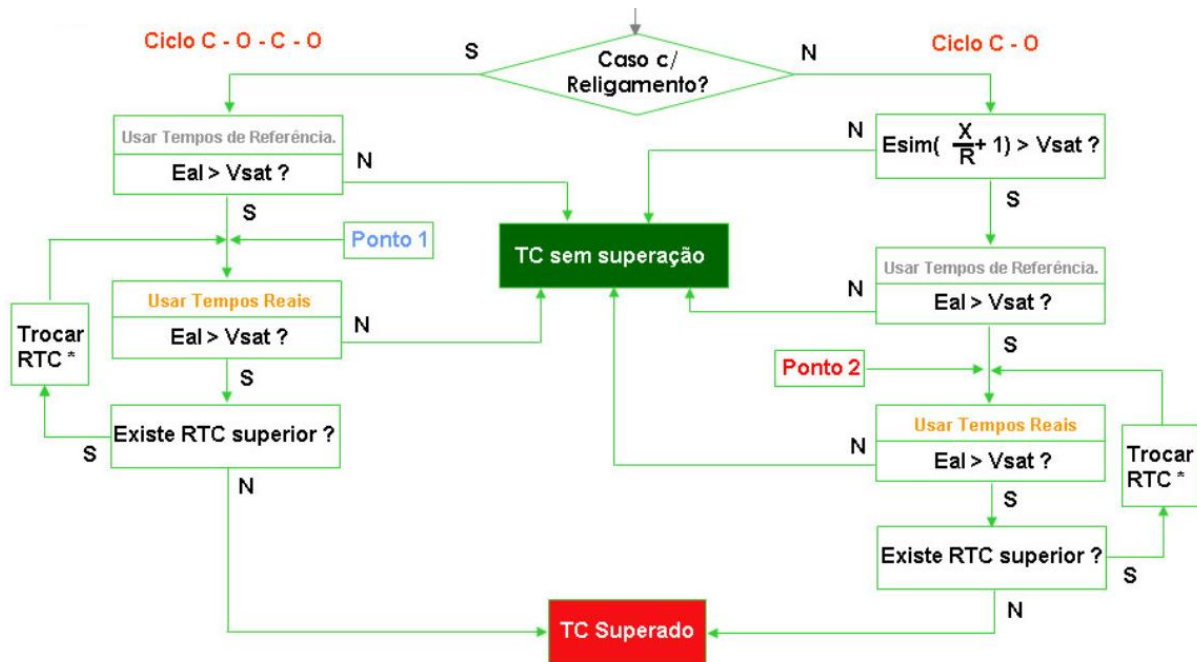 Ciclo C - O - C - O
S
Caso c/
Religamento?
N
Ciclo C - O
Usar Tempos de Referência.
Eal > Vsat ?
N
S
Ponto 1
Usar Tempos Reais
Eal > Vsat ?
N
S
Trocar
RTC *
Existe RTC superior ?
S
N
TC sem superação
N
Esim( X/R + 1) > Vsat ?
S
Usar Tempos de Referência.
N
Eal > Vsat ?
S
Ponto 2
Usar Tempos Reais
N
Eal > Vsat ?
S
Trocar
RTC *
Existe RTC superior ?
S
N
TC Superado